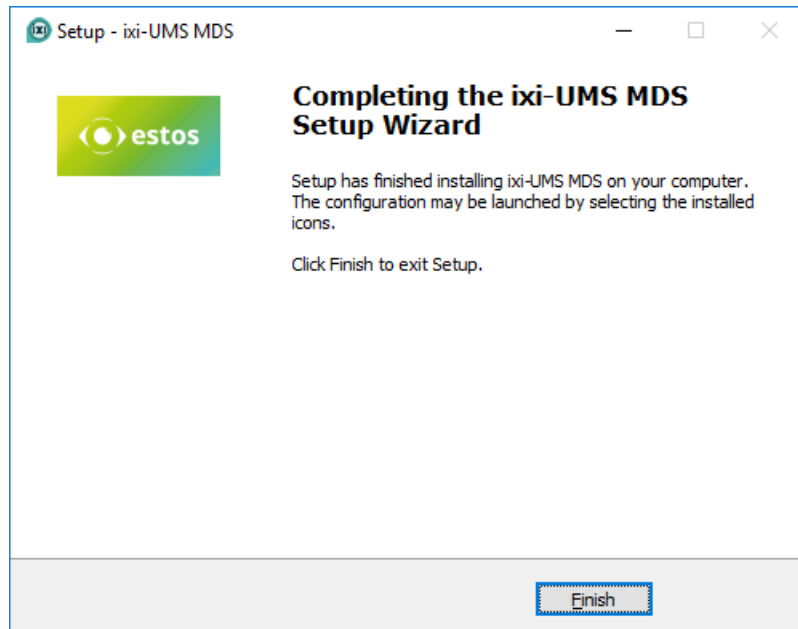 ixi Setup - ixi-UMS MDS
Completing the ixi-UMS MDS
Setup Wizard
estos
Setup has finished installing ixi-UMS MDS on your computer.
The configuration may be launched by selecting the installed
icons.
Click Finish to exit Setup.
Finish